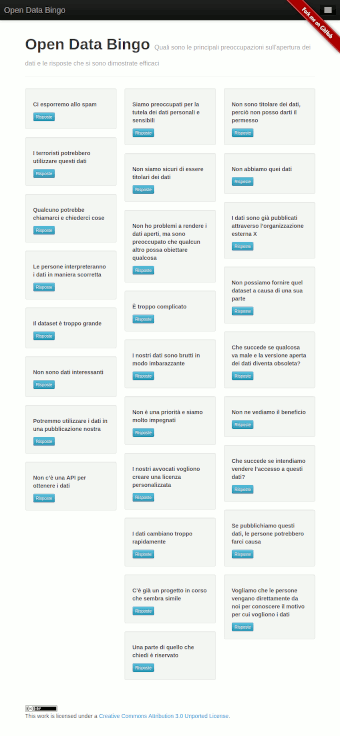 Open Data Bingo
Fork me on GitHub
Open Data Bingo Quali sono le principali preoccupazioni sull'apertura dei
dati e le risposte che si sono dimostrate efficaci
Ci esporremo allo spam
Risposte
I terroristi potrebbero
utilizzare questi dati
Risposte
Qualcuno potrebbe
chiamarci e chiederci cose
Risposte
Le persone interpreteranno
i dati in maniera scorretta
Risposte
Il dataset è troppo grande
Risposte
Non sono dati interessanti
Risposte
Potremmo utilizzare i dati in
una pubblicazione nostra
Risposte
Non c'è una API per
ottenere i dati
Risposte
Siamo preoccupati per la
tutela dei dati personali e
sensibili
Risposte
Non siamo sicuri di essere
titolari dei dati
Risposte
Non ho problemi a rendere i
dati aperti, ma sono
preoccupato che qualcun
altro possa obiettare
qualcosa
Risposte
È troppo complicato
Risposte
I nostri dati sono brutti in
modo imbarazzante
Risposte
Non è una priorità e siamo
molto impegnati
Risposte
I nostri avvocati vogliono
creare una licenza
personalizzata
Risposte
I dati cambiano troppo
rapidamente
Risposte
C'è già un progetto in corso
che sembra simile
Risposte
Una parte di quello che
chiedi è riservato
Risposte
Non sono titolare dei dati,
perciò non posso darti il
permesso
Risposte
Non abbiamo quei dati
Risposte
I dati sono già pubblicati
attraverso l'organizzazione
esterna X
Risposte
Non possiamo fornire quel
dataset a causa di una sua
parte
Risposte
Che succede se qualcosa
va male e la versione aperta
dei dati diventa obsoleta?
Risposte
Non ne vediamo il beneficio
Risposte
Che succede se intendiamo
vendere l'accesso a questi
dati?
Risposte
Se pubblichiamo questi
dati, le persone potrebbero
farci causa
Risposte
Vogliamo che le persone
vengano direttamente da
noi per conoscere il motivo
per cui vogliono i dati
Risposte
This work is licensed under a Creative Commons Attribution 3.0 Unported License.